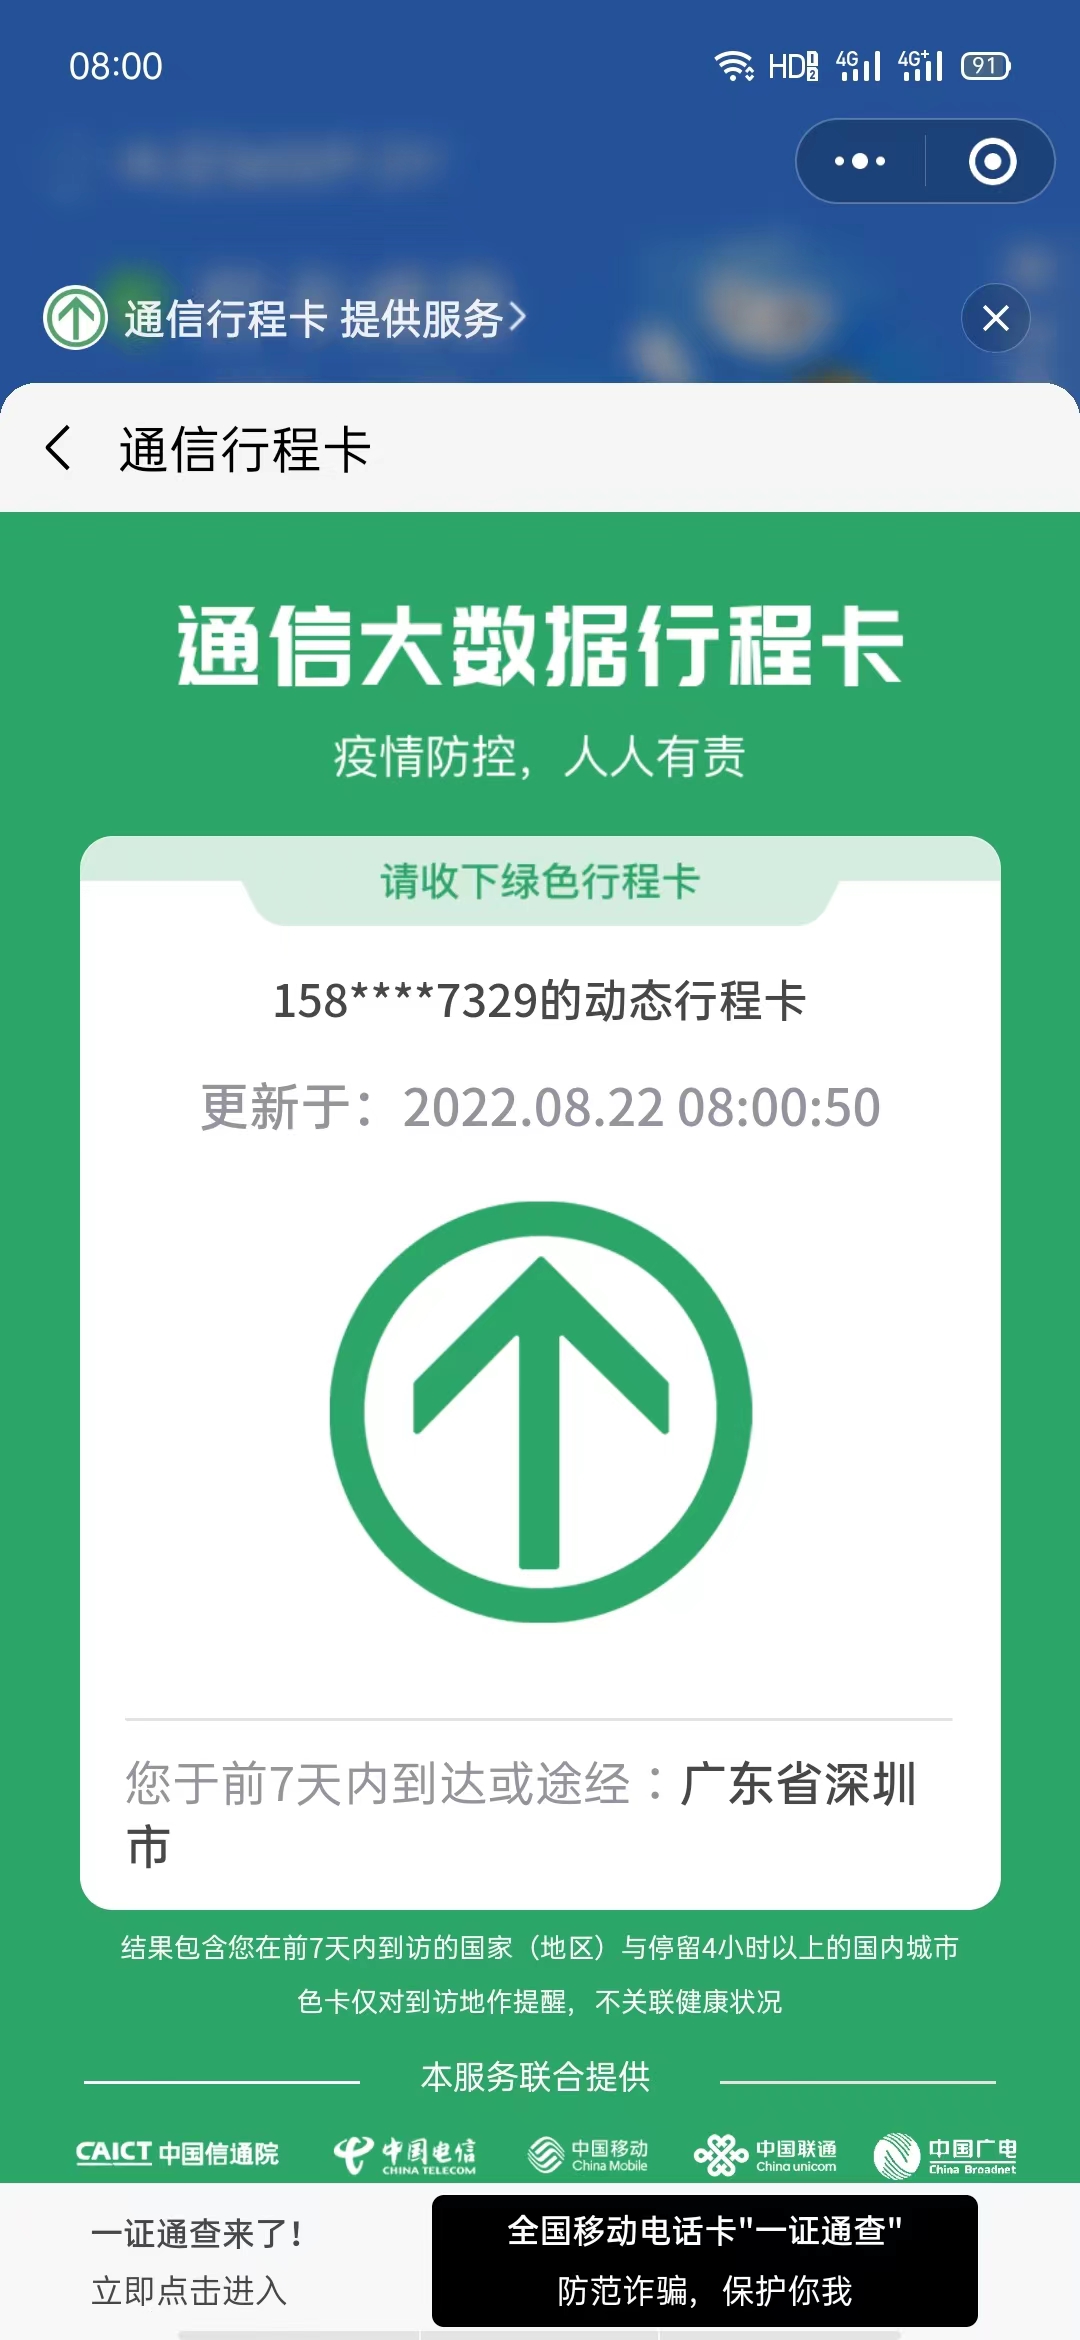 08:00
HD 1 2 4G 4G+ 91
通信行程卡 提供服务
通信行程卡
通信大数据行程卡
疫情防控，人人有责
请收下绿色行程卡
158****7329的动态行程卡
更新于：2022.08.22 08:00:50
您于前7天内到达或途经：广东省深圳
市
结果包含您在前7天内到访的国家（地区）与停留4小时以上的国内城市
色卡仅对到访地作提醒，不关联健康状况
本服务联合提供
CAICT 中国信通院 中国电信 CHINA TELECOM 中国移动 China Mobile 中国联通 China unicom 中国广电 China Broadnet
一证通查来了！
立即点击进入
全国移动电话卡"一证通查"
防范诈骗，保护你我